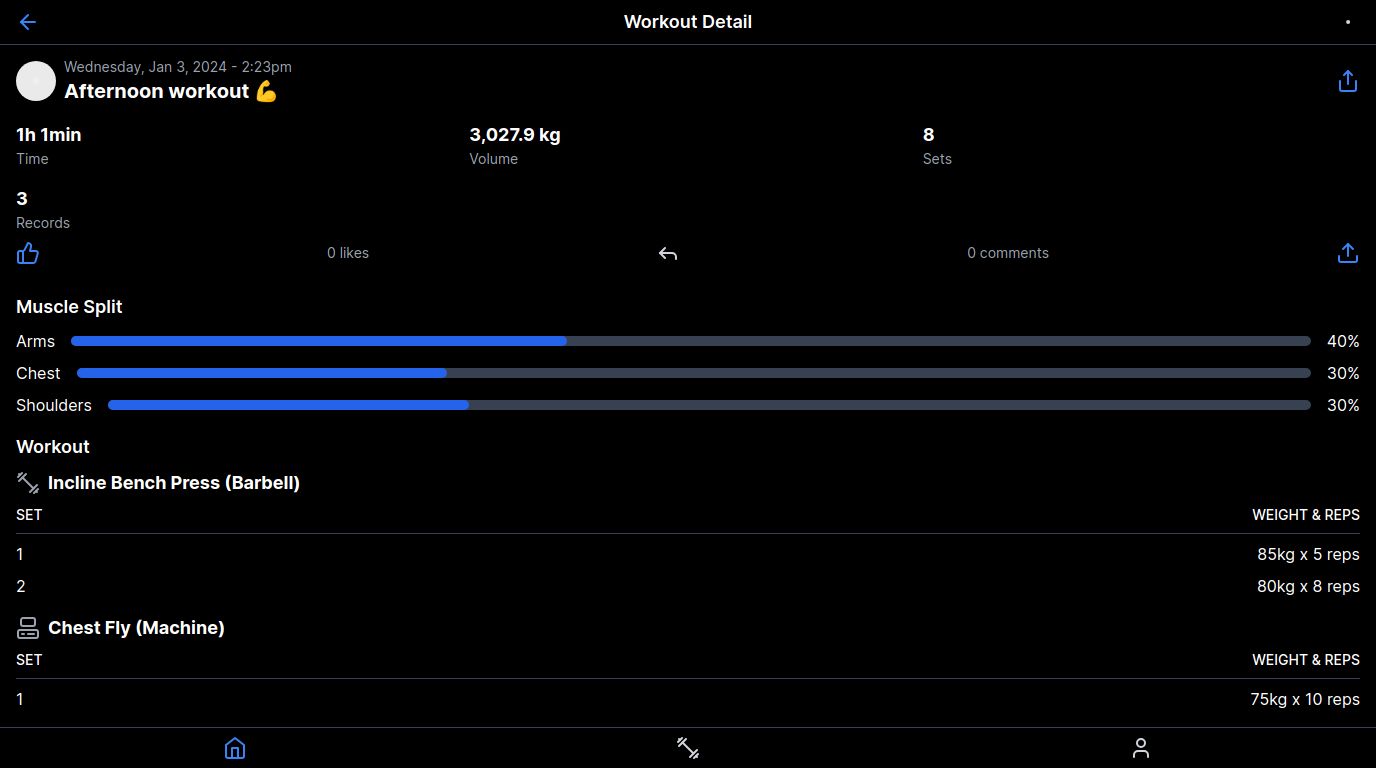 Workout Detail
Wednesday, Jan 3, 2024 - 2:23pm
Afternoon workout 💪
1h 1min
Time
3,027.9 kg
Volume
8
Sets
3
Records
0 likes
0 comments
Muscle Split
Arms 40%
Chest 30%
Shoulders 30%
Workout
Incline Bench Press (Barbell)
SET WEIGHT & REPS
1 85kg x 5 reps
2 80kg x 8 reps
Chest Fly (Machine)
SET WEIGHT & REPS
1 75kg x 10 reps